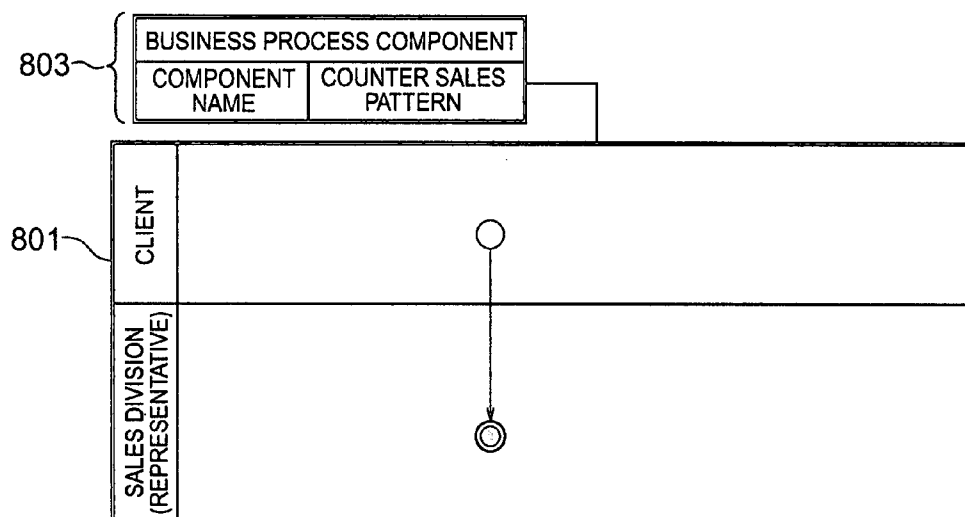 BUSINESS PROCESS COMPONENT
803
COMPONENT
NAME
COUNTER SALES
PATTERN
801
CLIENT
SALES DIVISION
(REPRESENTATIVE)